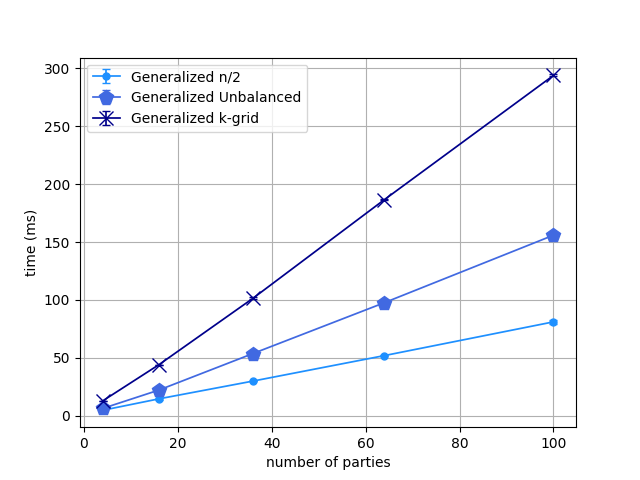 Generalized n/2
Generalized Unbalanced
Generalized k-grid
300
250
200
150
100
50
0
time (ms)
0 20 40 60 80 100
number of parties